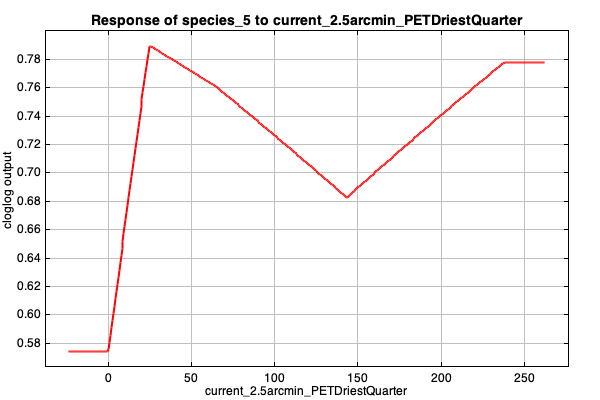 Response of species_5 to current_2.5arcmin_PETDriestQuarter
0.78
0.76
0.74
0.72
0.70
0.68
0.66
0.64
0.62
0.60
0.58
cloglog output
0 50 100 150 200 250
current_2.5arcmin_PETDriestQuarter